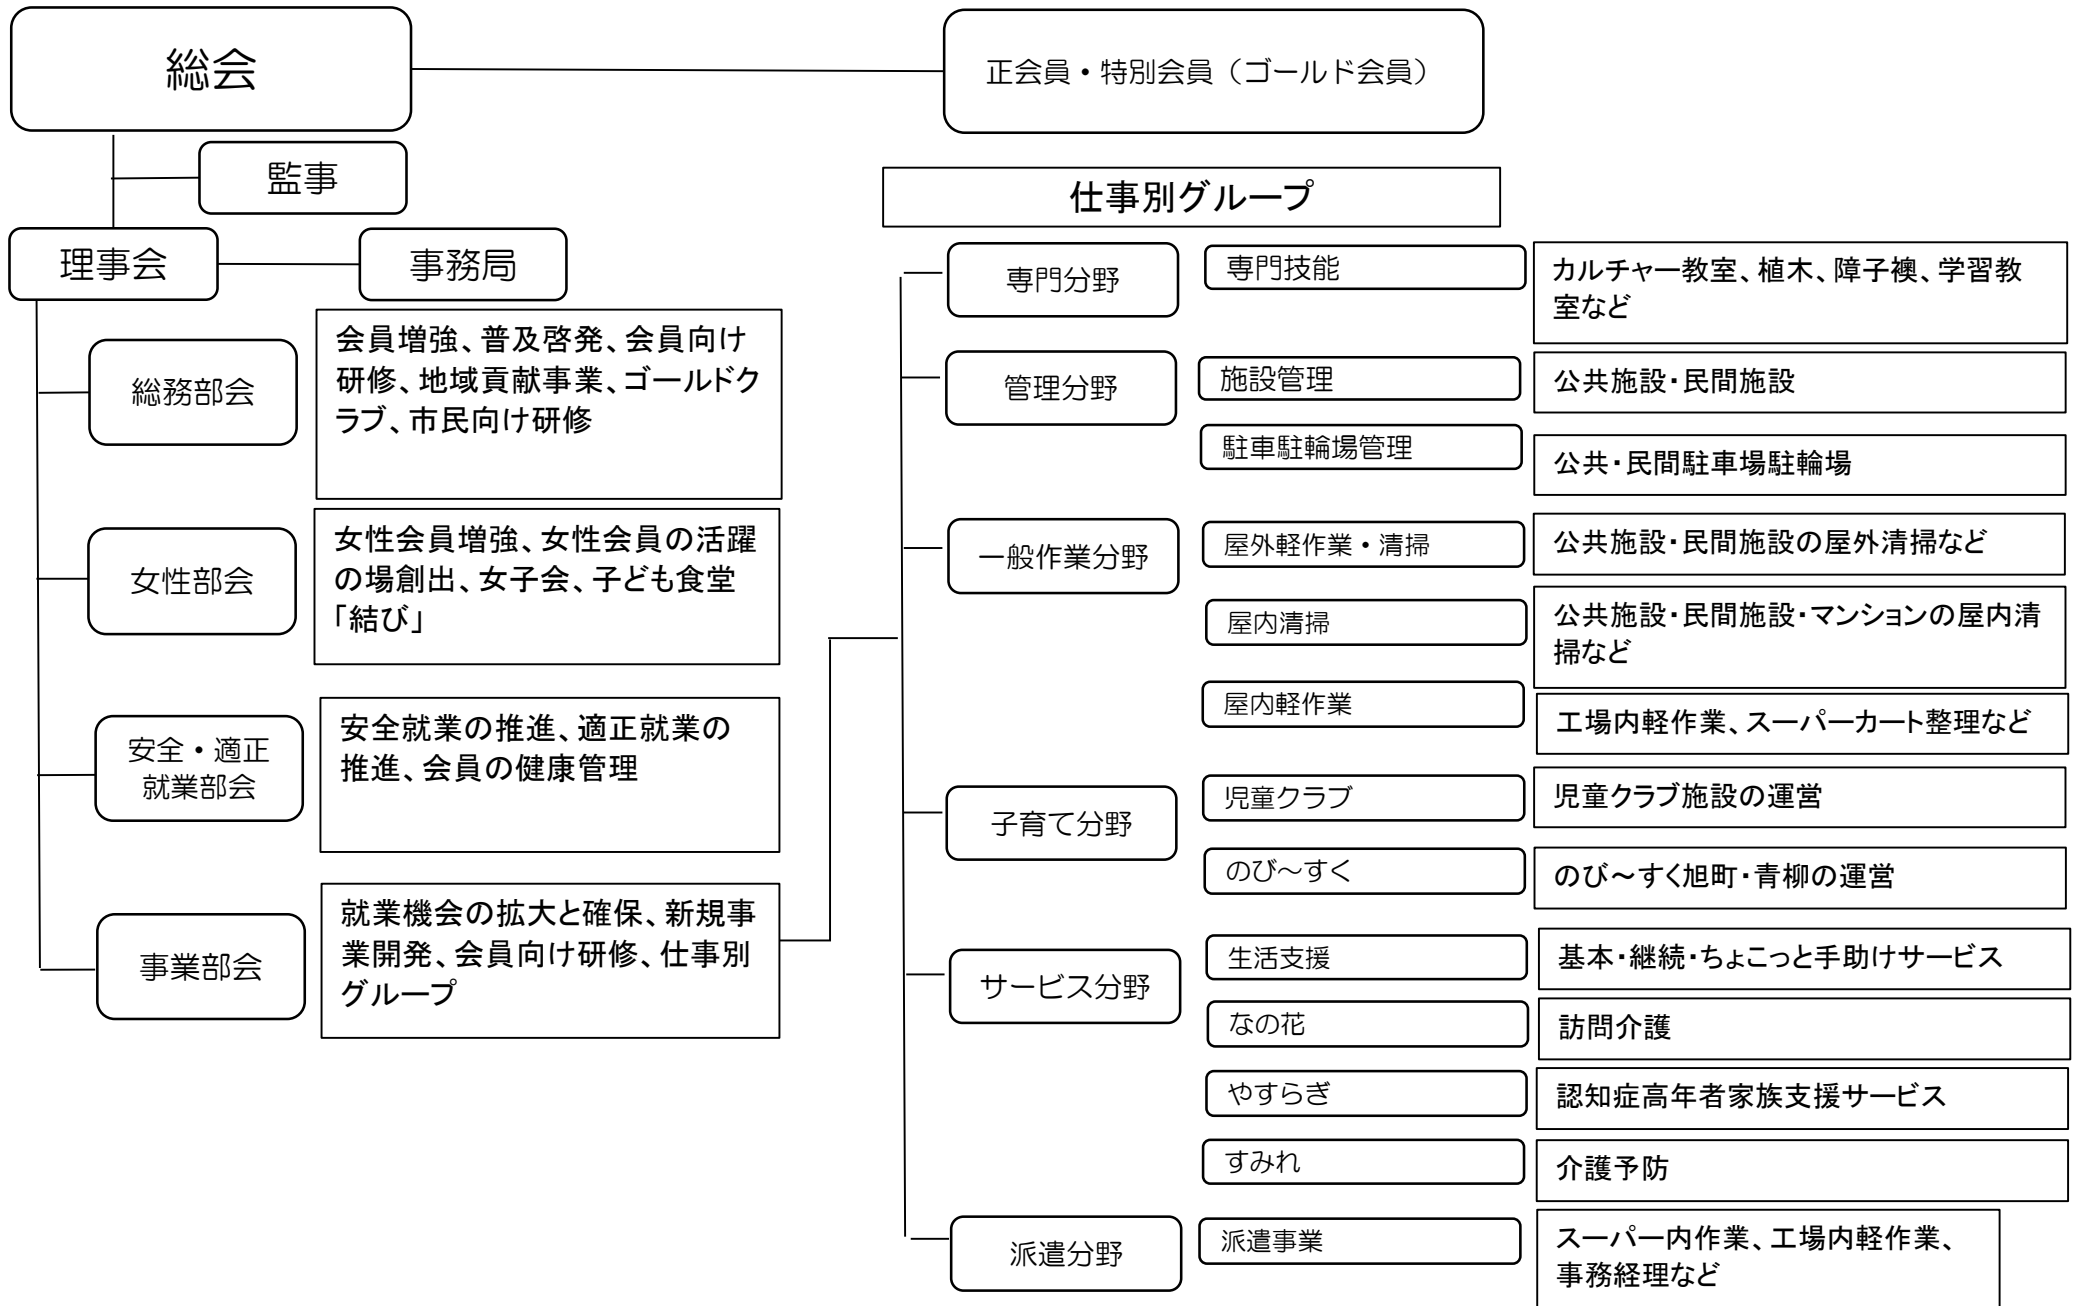 総会
正会員・特別会員（ゴールド会員）
監事
理事会
事務局
総務部会
会員増強、普及啓発、会員向け
研修、地域貢献事業、ゴールドク
ラブ、市民向け研修
女性部会
女性会員増強、女性会員の活躍
の場創出、女子会、子ども食堂
「結び」
安全・適正
就業部会
安全就業の推進、適正就業の
推進、会員の健康管理
事業部会
就業機会の拡大と確保、新規事
業開発、会員向け研修、仕事別
グループ
仕事別グループ
専門分野
専門技能
カルチャー教室、植木、障子襖、学習教
室など
管理分野
施設管理
公共施設・民間施設
駐車駐輪場管理
公共・民間駐車場駐輪場
一般作業分野
屋外軽作業・清掃
公共施設・民間施設の屋外清掃など
屋内清掃
公共施設・民間施設・マンションの屋内清
掃など
屋内軽作業
工場内軽作業、スーパーカート整理など
子育て分野
児童クラブ
児童クラブ施設の運営
のび～すく
のび～すく旭町・青柳の運営
サービス分野
生活支援
基本・継続・ちょこっと手助けサービス
なの花
訪問介護
やすらぎ
認知症高年者家族支援サービス
すみれ
介護予防
派遣分野
派遣事業
スーパー内作業、工場内軽作業、
事務経理など